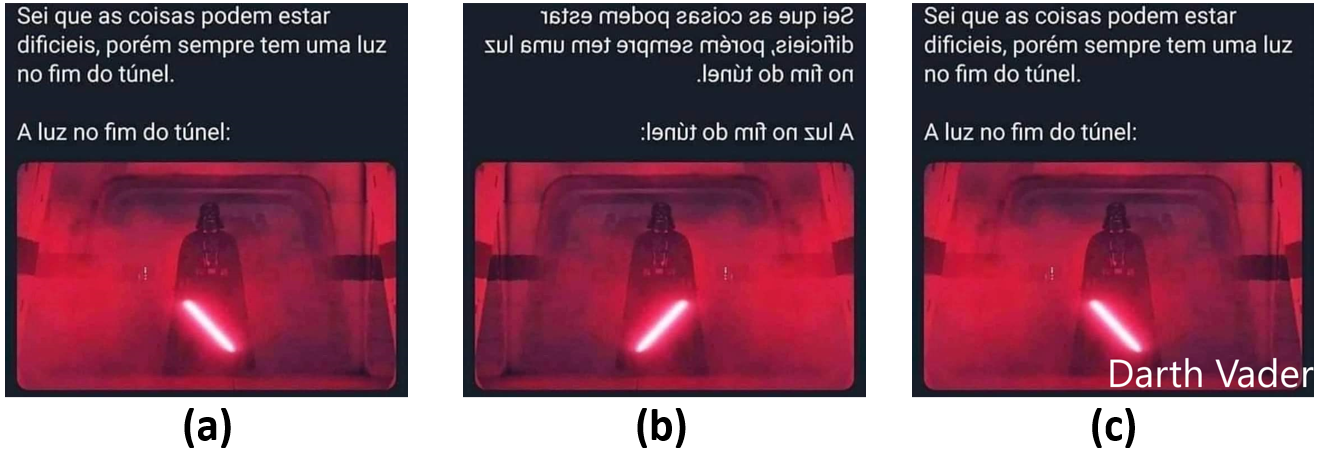 Sei que as coisas podem estar
dificieis, porém sempre tem uma luz
no fim do túnel.
A luz no fim do túnel:
(a)
Sei que as coisas podem estar
dificieis, porém sempre tem uma luz
no fim do túnel.
A luz no fim do túnel:
(b)
Sei que as coisas podem estar
dificieis, porém sempre tem uma luz
no fim do túnel.
A luz no fim do túnel:
Darth Vader
(c)